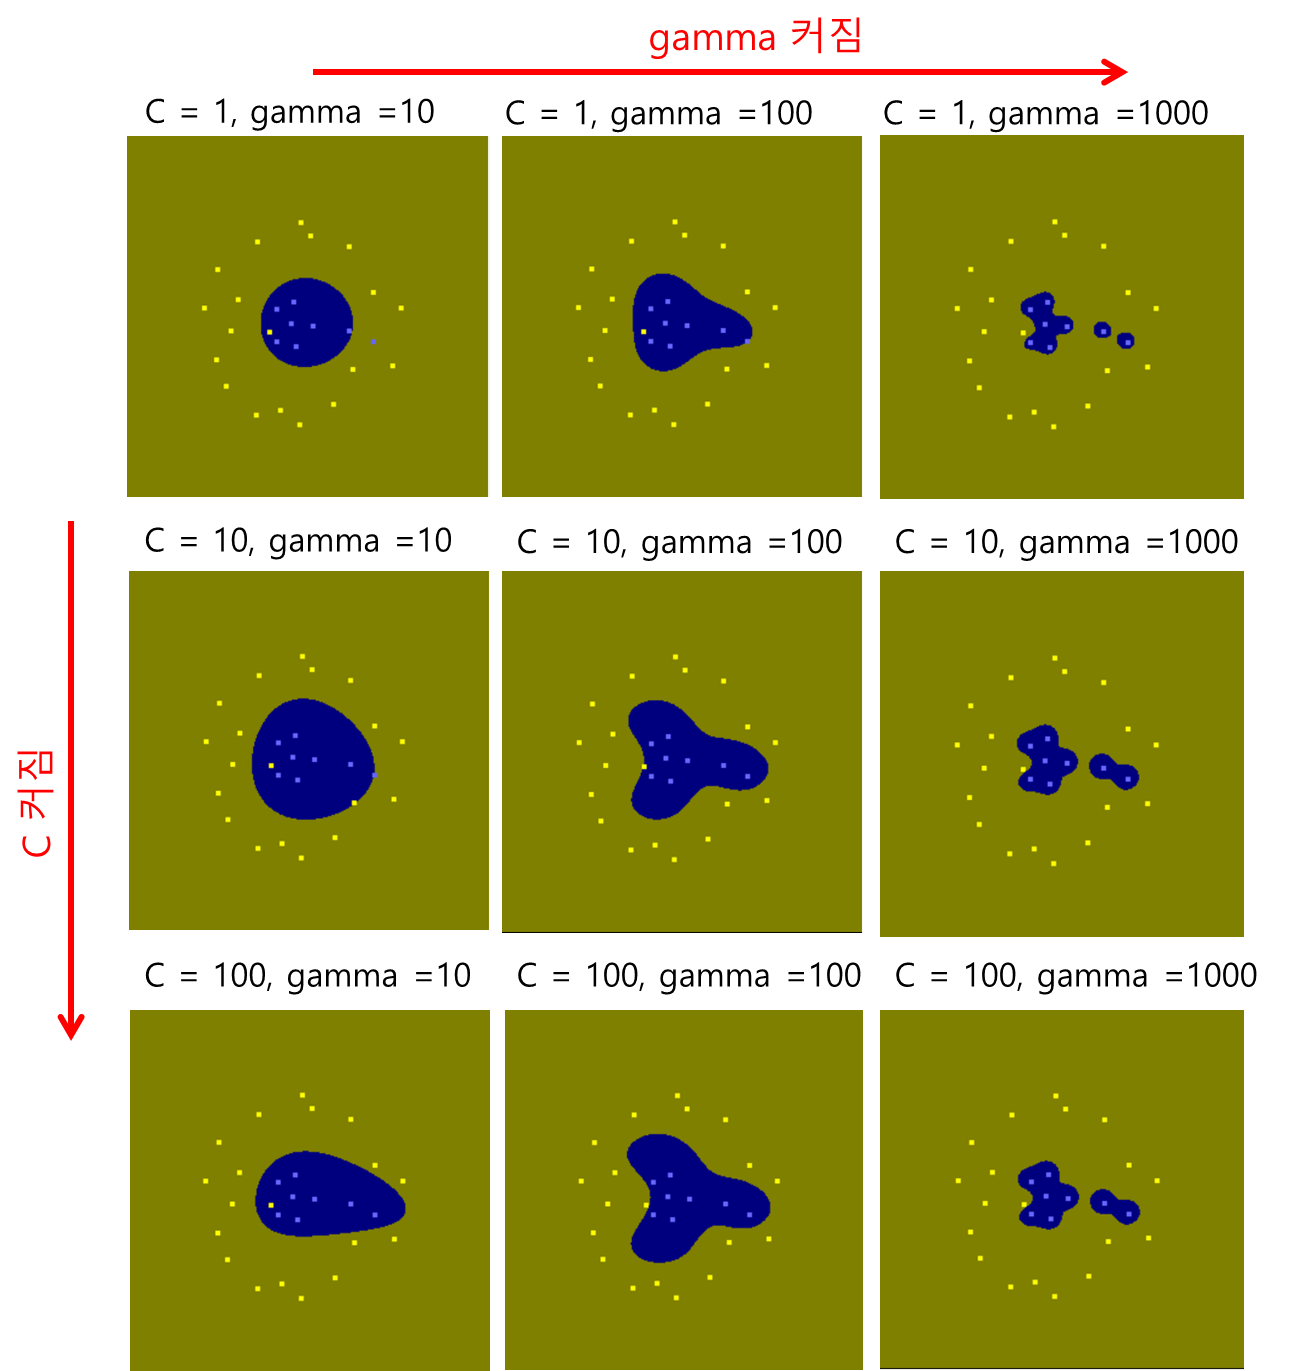 gamma 커짐
C = 1, gamma =10
C = 1, gamma =100
C = 1, gamma =1000
C = 10, gamma =10
C = 10, gamma =100
C = 10, gamma =1000
C 커짐
C = 100, gamma =10
C = 100, gamma =100
C = 100, gamma =1000